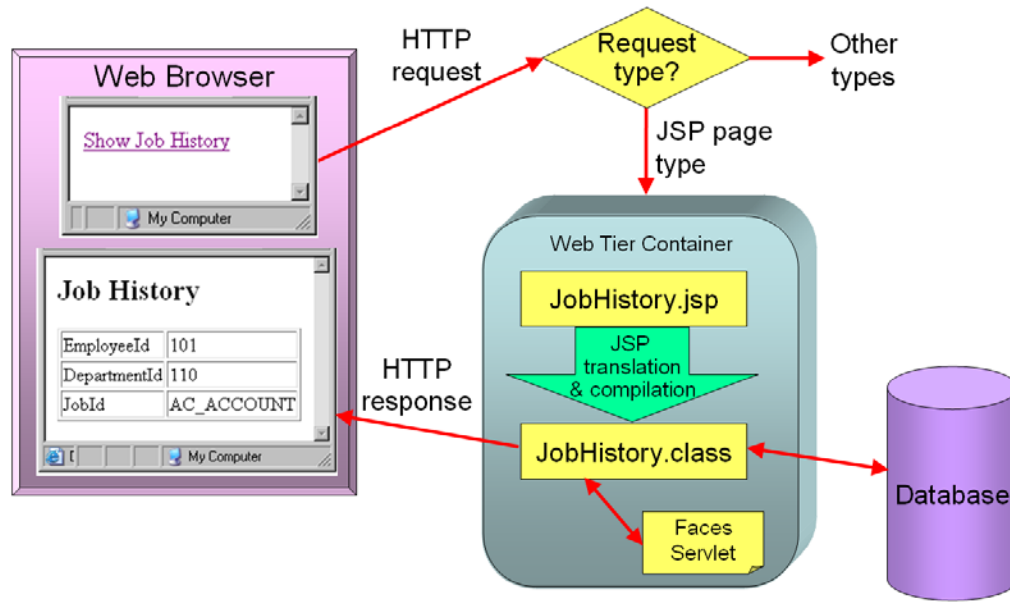 Web Browser
Show Job History
My Computer
Job History
EmployeeId 101
DepartmentId 110
JobId AC_ACCOUNT
[
My Computer
HTTP
request
Request
type?
Other
types
JSP page
type
Web Tier Container
JobHistory.jsp
JSP
translation
& compilation
HTTP
response
JobHistory.class
Faces
Servlet
Database